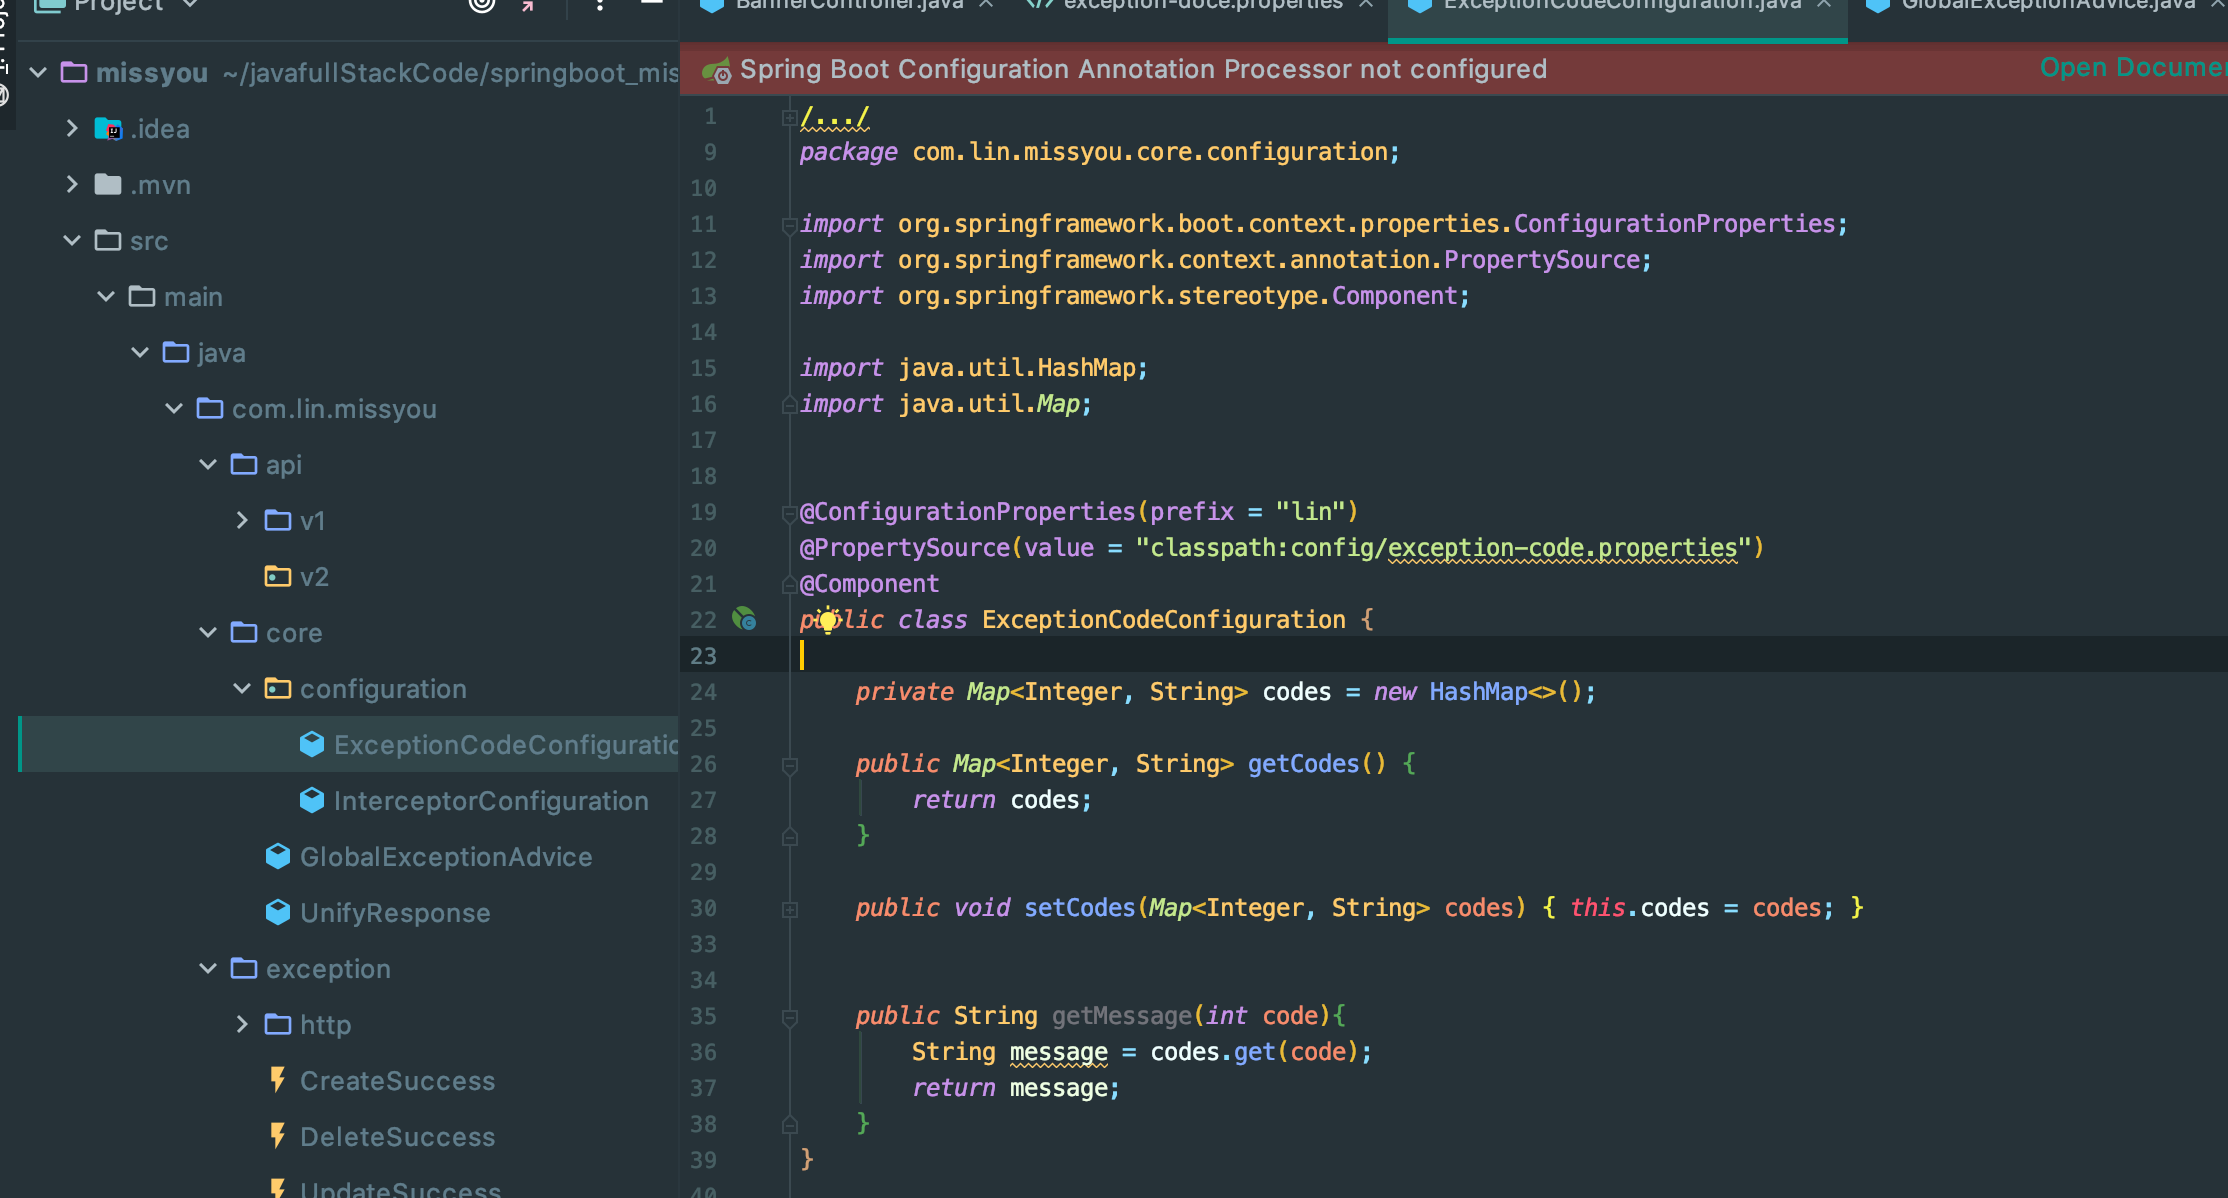 Project
missyou ~/javafullStackCode/springboot_mis
.idea
.mvn
src
main
java
com.lin.missyou
api
v1
v2
core
configuration
ExceptionCodeConfiguratio
InterceptorConfiguration
GlobalExceptionAdvice
UnifyResponse
exception
http
CreateSuccess
DeleteSuccess
UpdateSuccess
BannerController.java
exception-doce.properties
ExceptionCodeConfiguration.java
GlobalExceptionAdvice.java
Spring Boot Configuration Annotation Processor not configured
Open Documen
1 /.../
9 package com.lin.missyou.core.configuration;
10
11 import org.springframework.boot.context.properties.ConfigurationProperties;
12 import org.springframework.context.annotation.PropertySource;
13 import org.springframework.stereotype.Component;
14
15 import java.util.HashMap;
16 import java.util.Map;
17
18
19 @ConfigurationProperties(prefix = "lin")
20 @PropertySource(value = "classpath:config/exception-code.properties")
21 @Component
22 public class ExceptionCodeConfiguration {
23
24 private Map<Integer, String> codes = new HashMap<>();
25
26 public Map<Integer, String> getCodes() {
27 return codes;
28 }
29
30 public void setCodes(Map<Integer, String> codes) { this.codes = codes; }
33
34
35 public String getMessage(int code){
36 String message = codes.get(code);
37 return message;
38 }
39 }
40